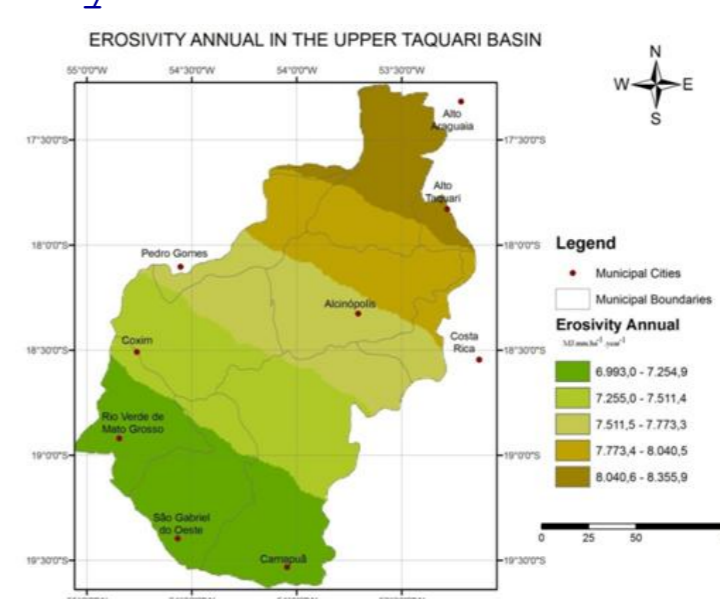 y
EROSIVITY ANNUAL IN THE UPPER TAQUARI BASIN
55°0'0"W 54°30'0"W 54°0'0"W 53°30'0"W
N
W E
S
Alto
Araguaia
17°30'0"S 17°30'0"S
Alto
Taquari
18°0'0"S 18°0'0"S
Pedro Gomes
Alcinópolis
Costa
Rica
Coxim
18°30'0"S 18°30'0"S
Rio Verde de
Mato Grosso
19°0'0"S 19°0'0"S
São Gabriel
do Oeste
Camapuã
19°30'0"S 19°30'0"S
Legend
Municipal Cities
Municipal Boundaries
Erosivity Annual
6.993,0 - 7.254,9
7.255,0 - 7.511,4
7.511,5 - 7.773,3
7.773,4 - 8.040,5
8.040,6 - 8.355,9
0 25 50